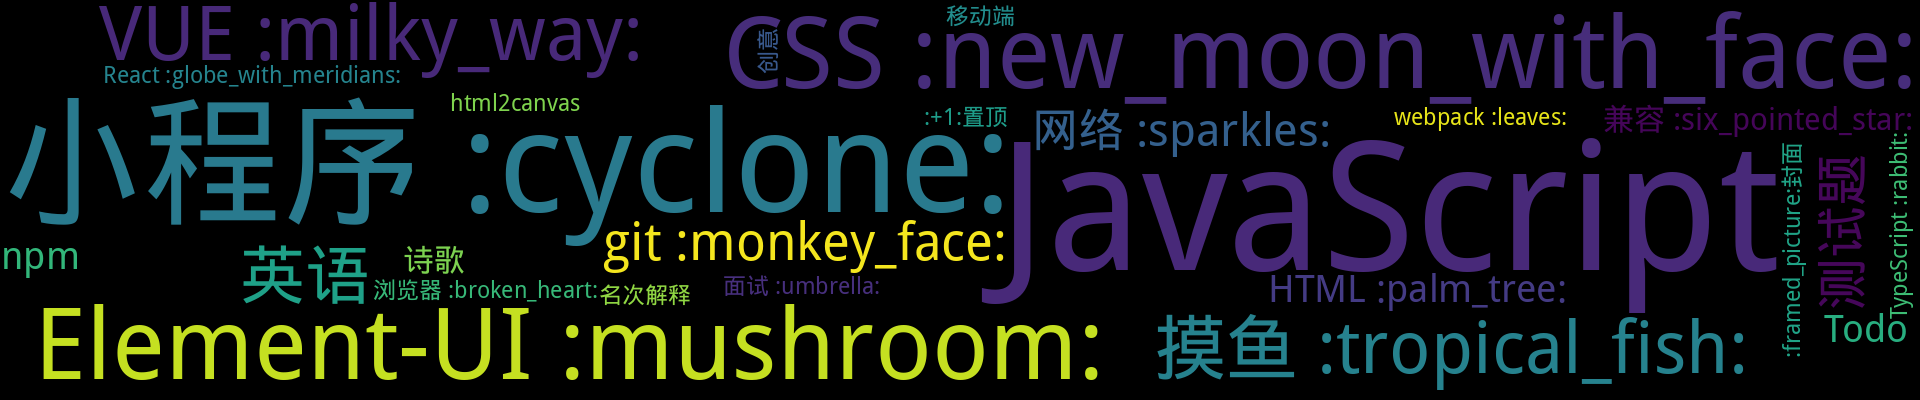 VUE :milky_way:
CSS :new_moon_with_face:
移动端
创意
React :globe_with_meridians:
html2canvas
小程序 :cyclone:
:+1:置顶
网络 :sparkles:
webpack :leaves:
兼容 :six_pointed_star:
JavaScript
:framed_picture:封面
测试题
TypeScript :rabbit:
npm
英语
诗歌
git :monkey_face:
浏览器 :broken_heart:
名次解释
面试 :umbrella:
HTML :palm_tree:
Element-UI :mushroom:
摸鱼 :tropical_fish:
Todo